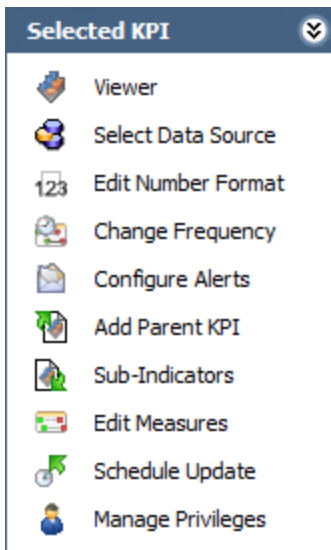 Selected KPI
Viewer
Select Data Source
123 Edit Number Format
Change Frequency
Configure Alerts
Add Parent KPI
Sub-Indicators
Edit Measures
Schedule Update
Manage Privileges